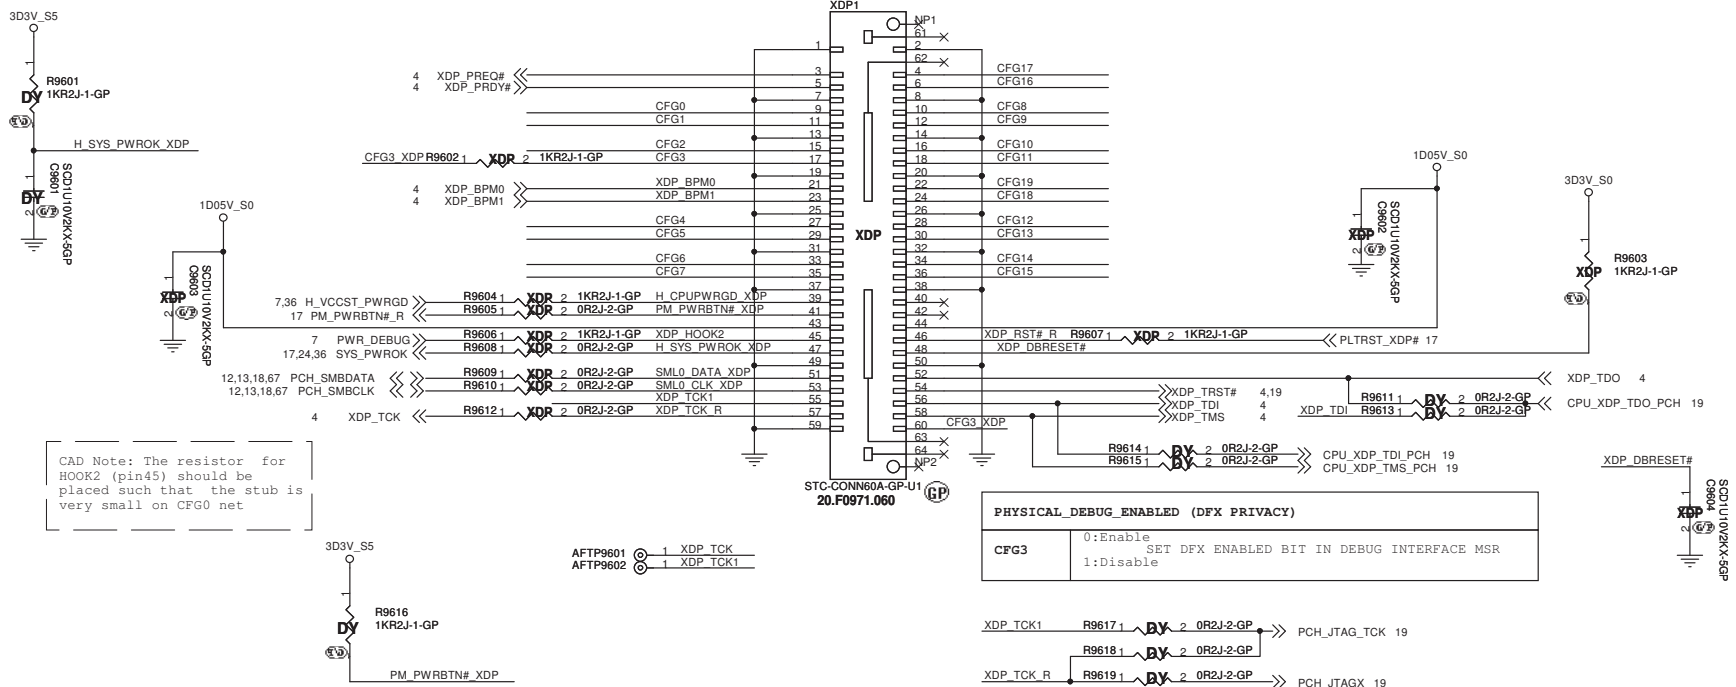 3D3V_S5
1
R9601
1KR2J-1-GP
DY
H_SYS_PWROK_XDP
1
DY
2
C9601
SCD1U10V2KX-5GP
1D05V_S0
1
XDP
2
C9603
SCD1U10V2KX-5GP
XDP1
NP1
61
1 2
62
4 XDP_PREQ# 3 4 CFG17
4 XDP_PRDY# 5 6 CFG16
7 8
CFG0 9 10 CFG8
CFG1 11 12 CFG9
13 14
CFG2 15 16 CFG10
CFG3_XDP R9602 1 XDP 2 1KR2J-1-GP CFG3 17 18 CFG11
19 20
4 XDP_BPM0 XDP_BPM0 21 22 CFG19
4 XDP_BPM1 XDP_BPM1 23 24 CFG18
25 26
CFG4 27 28 CFG12
CFG5 29 30 CFG13
31 32
CFG6 33 34 CFG14
CFG7 35 36 CFG15
37 38
7,36 H_VCCST_PWRGD R9604 1 XDP 2 1KR2J-1-GP H_CPUPWRGD_XDP 39 40
17 PM_PWRBTN#_R R9605 1 XDP 2 0R2J-2-GP PM_PWRBTN#_XDP 41 42
43 44
7 PWR_DEBUG R9606 1 XDP 2 1KR2J-1-GP XDP_HOOK2 45 46 XDP_RST#_R R9607 1 XDP 2 1KR2J-1-GP PLTRST_XDP# 17
17,24,36 SYS_PWROK R9608 1 XDP 2 0R2J-2-GP H_SYS_PWROK_XDP 47 48 XDP_DBRESET#
49 50
12,13,18,67 PCH_SMBDATA R9609 1 XDP 2 0R2J-2-GP SML0_DATA_XDP 51 52 XDP_TDO 4
12,13,18,67 PCH_SMBCLK R9610 1 XDP 2 0R2J-2-GP SML0_CLK_XDP 53 54 XDP_TRST# 4,19
XDP_TCK1 55 56 XDP_TDI 4
4 XDP_TCK R9612 1 XDP 2 0R2J-2-GP XDP_TCK_R 57 58 XDP_TMS 4
59 60 CFG3_XDP
63
64
NP2
XDP
STC-CONN60A-GP-U1
20.F0971.060
GP
1D05V_S0
1
XDP
2
C9602
SCD1U10V2KX-5GP
3D3V_S0
1
R9603
XDP
1KR2J-1-GP
R9611 1 DY 2 0R2J-2-GP CPU_XDP_TDO_PCH 19
XDP_TDI R9613 1 DY 2 0R2J-2-GP
R9614 1 DY 2 0R2J-2-GP CPU_XDP_TDI_PCH 19
R9615 1 DY 2 0R2J-2-GP CPU_XDP_TMS_PCH 19
XDP_DBRESET#
1
XDP
2
C9604
SCD1U10V2KX-5GP
CAD Note: The resistor for
HOOK2 (pin45) should be
placed such that the stub is
very small on CFG0 net
PHYSICAL_DEBUG_ENABLED (DFX PRIVACY)
CFG3
0:Enable
SET DFX ENABLED BIT IN DEBUG INTERFACE MSR
1:Disable
3D3V_S5
1
R9616
1KR2J-1-GP
DY
PM_PWRBTN#_XDP
AFTP9601 1 XDP_TCK
AFTP9602 1 XDP_TCK1
XDP_TCK1 R9617 1 DY 2 0R2J-2-GP PCH_JTAG_TCK 19
R9618 1 DY 2 0R2J-2-GP
XDP_TCK_R R9619 1 DY 2 0R2J-2-GP PCH_JTAGX 19